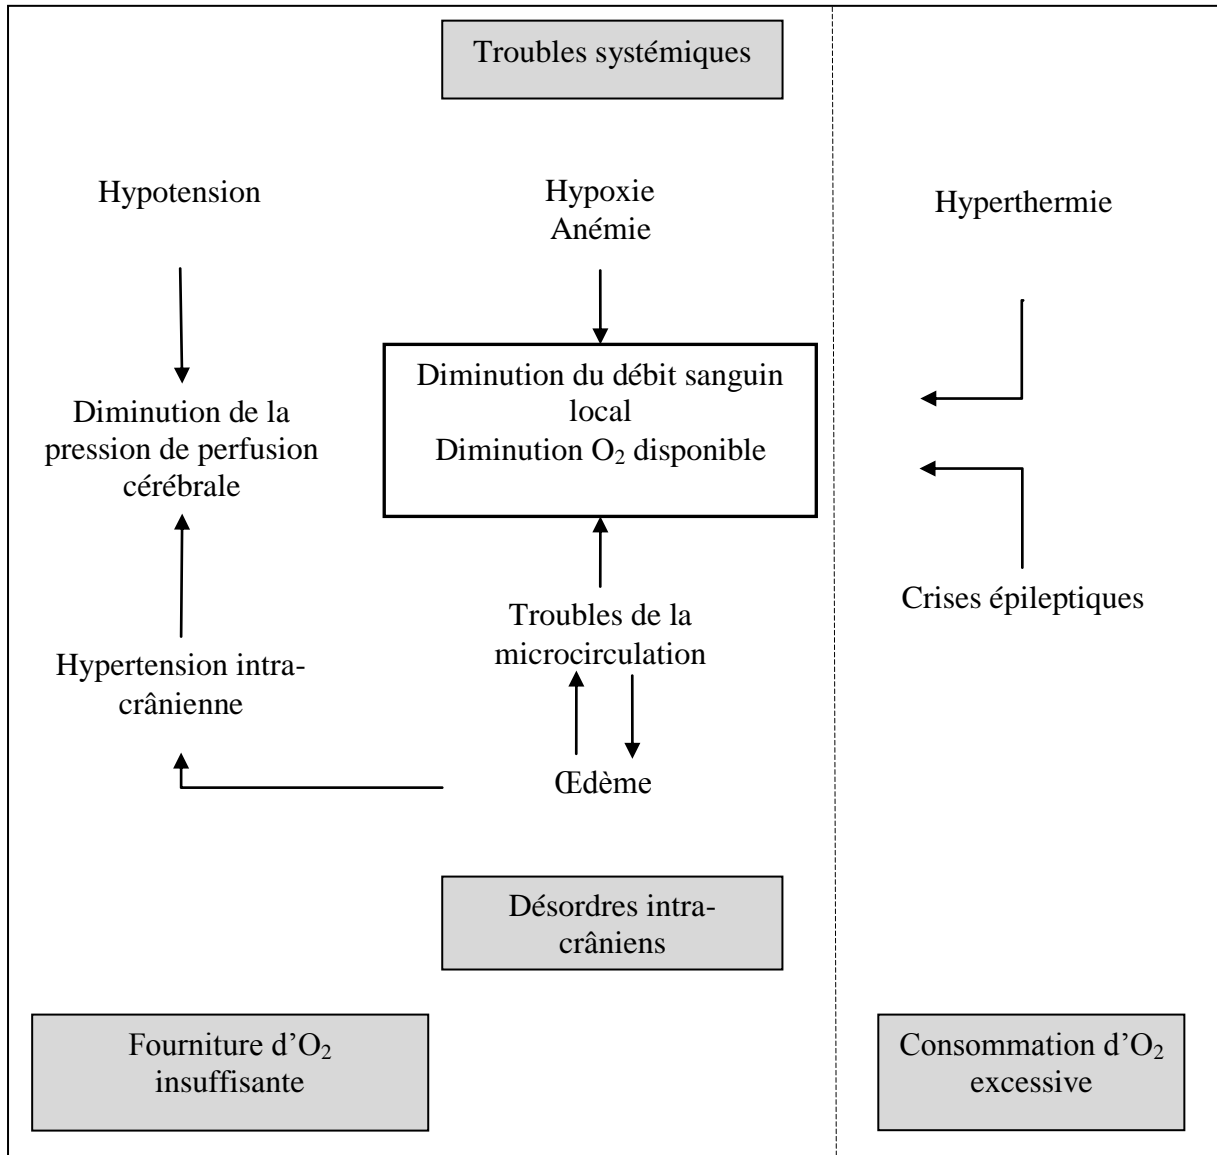 Troubles systémiques
Hypotension
Hypoxie
Anémie
Hyperthermie
Diminution de la
pression de perfusion
cérébrale
Diminution du débit sanguin
local
Diminution O₂ disponible
Troubles de la
microcirculation
Crises épileptiques
Hypertension intra-
crânienne
Œdème
Désordres intra-
crâniens
Fourniture d’O₂
insuffisante
Consommation d’O₂
excessive